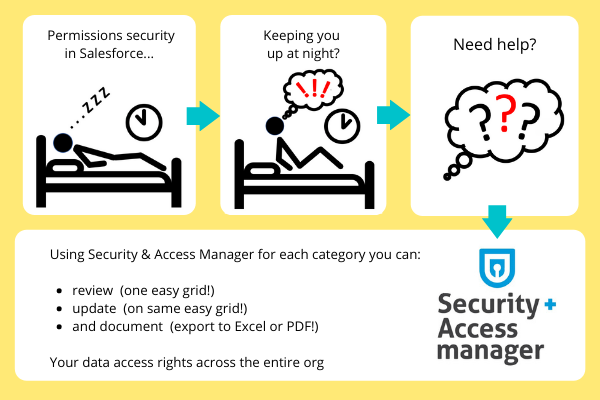 Permissions security
in Salesforce...
...zzz
Keeping you
up at night?
!!!
Need help?
???
Using Security & Access Manager for each category you can:
• review (one easy grid!)
• update (on same easy grid!)
• and document (export to Excel or PDF!)
Your data access rights across the entire org
Security +
Access
manager